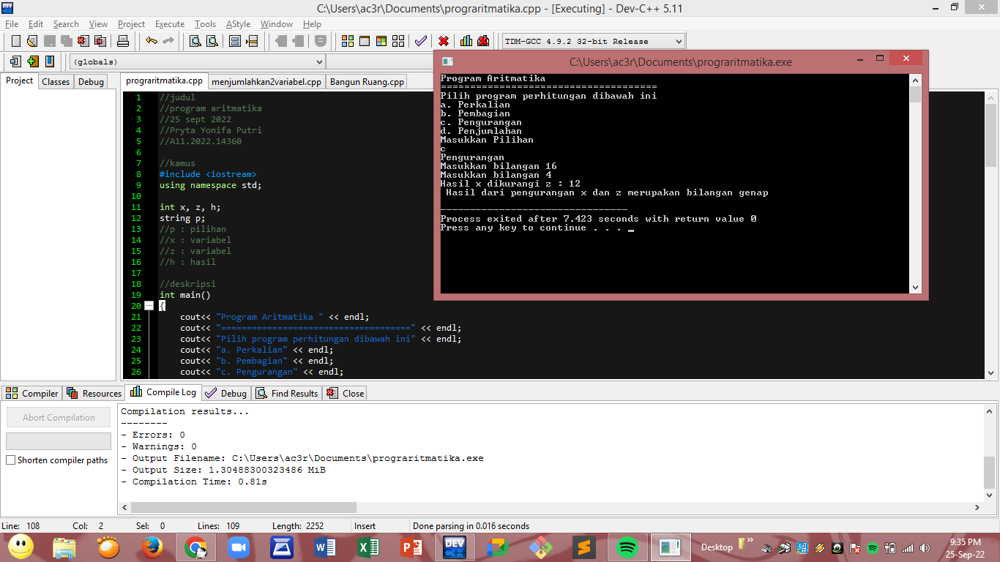 C:\Users\ac3r\Documents\prograritmatika.cpp - [Executing] - Dev-C++ 5.11
File Edit Search View Project Execute Tools AStyle Window Help
TDM-GCC 4.9.2 32-bit Release
(globals)
Project Classes Debug
prograritmatika.cpp menjumlahkan2variabel.cpp Bangun Ruang.cpp
1 //judul
2 //program aritmatika
3 //25 sept 2022
4 //Pryta Yonifa Putri
5 //A11.2022.14360
6
7 //kamus
8 #include <iostream>
9 using namespace std;
10
11 int x, z, h;
12 string p;
13 //p : pilihan
14 //x : variabel
15 //z : variabel
16 //h : hasil
17
18 //deskripsi
19 int main()
20 {
21 cout<< "Program Aritmatika " << endl;
22 cout<< "=====================================" << endl;
23 cout<< "Pilih program perhitungan dibawah ini" << endl;
24 cout<< "a. Perkalian" << endl;
25 cout<< "b. Pembagian" << endl;
26 cout<< "c. Pengurangan" << endl;
C:\Users\ac3r\Documents\prograritmatika.exe
Program Aritmatika
=====================================
Pilih program perhitungan dibawah ini
a. Perkalian
b. Pembagian
c. Pengurangan
d. Penjumlahan
Masukkan Pilihan
c
Pengurangan
Masukkan bilangan 16
Masukkan bilangan 4
Hasil x dikurangi z : 12
Hasil dari pengurangan x dan z merupakan bilangan genap
--------------------------------
Process exited after 7.423 seconds with return value 0
Press any key to continue . . . _
Compiler Resources Compile Log Debug Find Results Close
Abort Compilation
Shorten compiler paths
Compilation results...
--------
- Errors: 0
- Warnings: 0
- Output Filename: C:\Users\ac3r\Documents\prograritmatika.exe
- Output Size: 1.30488300323486 MiB
- Compilation Time: 0.81s
Line: 108 Col: 2 Sel: 0 Lines: 109 Length: 2252 Insert Done parsing in 0.016 seconds
Desktop
9:35 PM
25-Sep-22